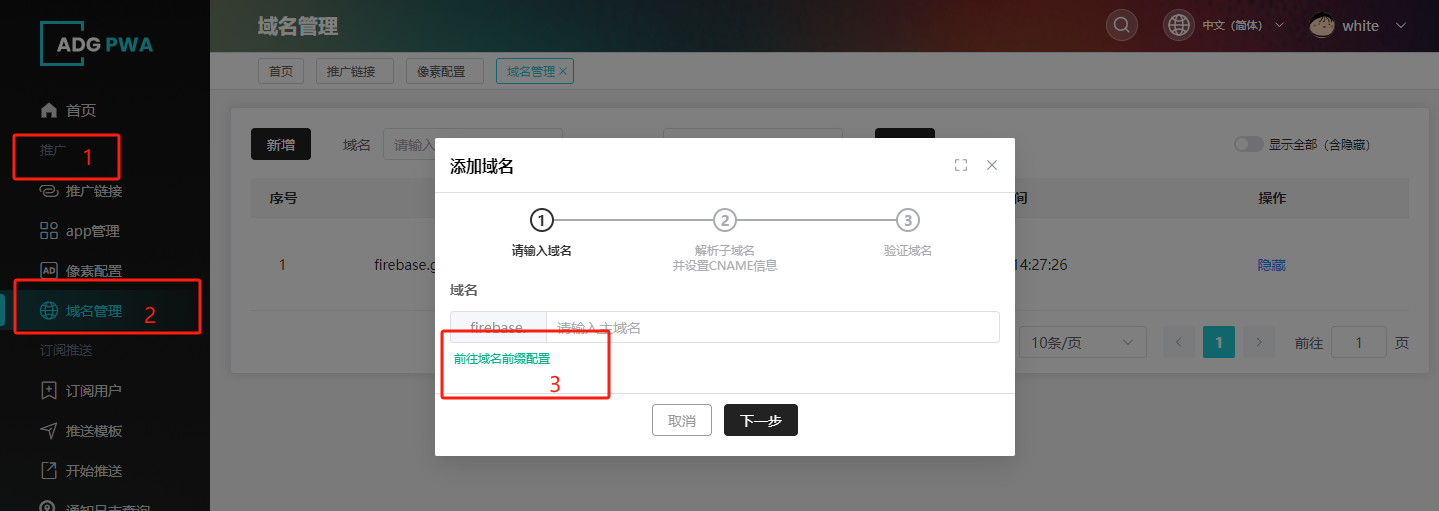 ADG PWA
首页
推广
1
推广链接
app管理
像素配置
域名管理
2
订阅推送
订阅用户
推送模板
开始推送
域名管理
中文（简体）
white
首页
推广链接
像素配置
域名管理
新增
域名
请输入
显示全部（含隐藏）
序号
间
操作
1
firebase.g
14:27:26
隐藏
10条/页
1
前往
1
页
添加域名
1
2
3
请输入域名
解析子域名
并设置CNAME信息
验证域名
域名
firebase.
请输入主域名
前往域名前缀配置
3
取消
下一步